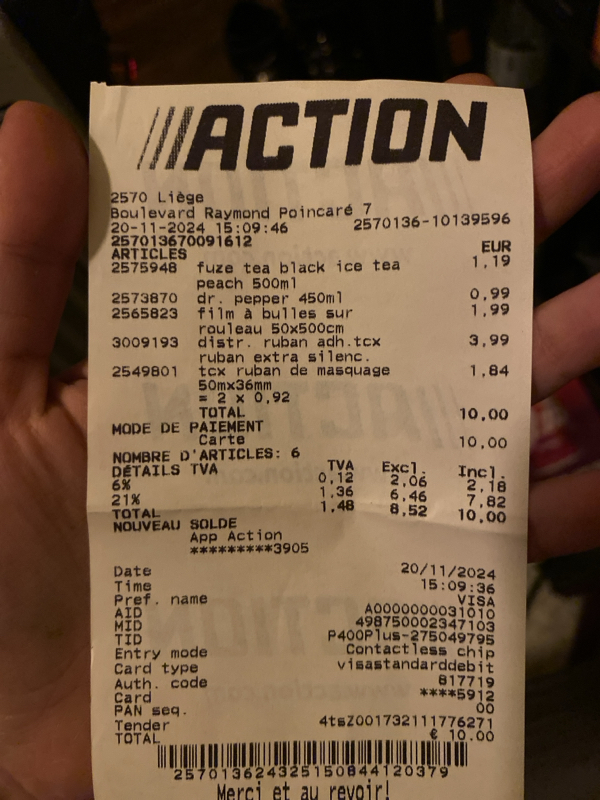 ACTION
2570 Liège
Boulevard Raymond Poincaré 7
20-11-2024 15:09:46 2570136-10139596
257013670091612
ARTICLES EUR
2575948 fuze tea black ice tea 1,19
peach 500ml
2573870 dr. pepper 450ml 0,99
2565823 film à bulles sur 1,99
rouleau 50x500cm
3009193 distr. ruban adh.tcx 3,99
ruban extra silenc.
2549801 tcx ruban de masquage 1,84
50mx36mm
= 2 x 0,92
TOTAL 10,00
MODE DE PAIEMENT
Carte 10,00
NOMBRE D'ARTICLES: 6
DÉTAILS TVA TVA Excl. Incl.
6% 0,12 2,06 2,18
21% 1,36 6,46 7,82
TOTAL 1,48 8,52 10,00
NOUVEAU SOLDE
App Action
*********3905
Date 20/11/2024
Time 15:09:36
Pref. name VISA
AID A0000000031010
MID 498750002347103
TID P400Plus-275049795
Entry mode Contactless chip
Card type visastandarddebit
Auth. code 817719
Card ****5912
PAN seq. 00
Tender 4tsZ001732111776271
TOTAL € 10.00
257013624325150844120379
Merci et au revoir!